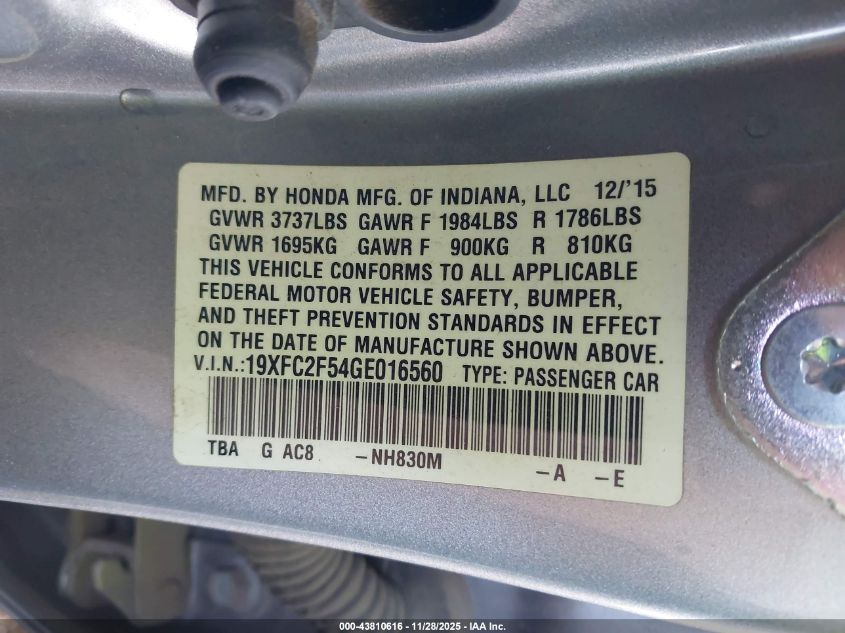 MFD. BY HONDA MFG. OF INDIANA, LLC 12/'15
GVWR 3737LBS GAWR F 1984LBS R 1786LBS
GVWR 1695KG GAWR F 900KG R 810KG
THIS VEHICLE CONFORMS TO ALL APPLICABLE
FEDERAL MOTOR VEHICLE SAFETY, BUMPER,
AND THEFT PREVENTION STANDARDS IN EFFECT
ON THE DATE OF MANUFACTURE SHOWN ABOVE.
V.I.N.:19XFC2F54GE016560 TYPE: PASSENGER CAR
TBA G AC8 -NH830M -A -E
000-43810616 - 11/28/2025 - IAA Inc.